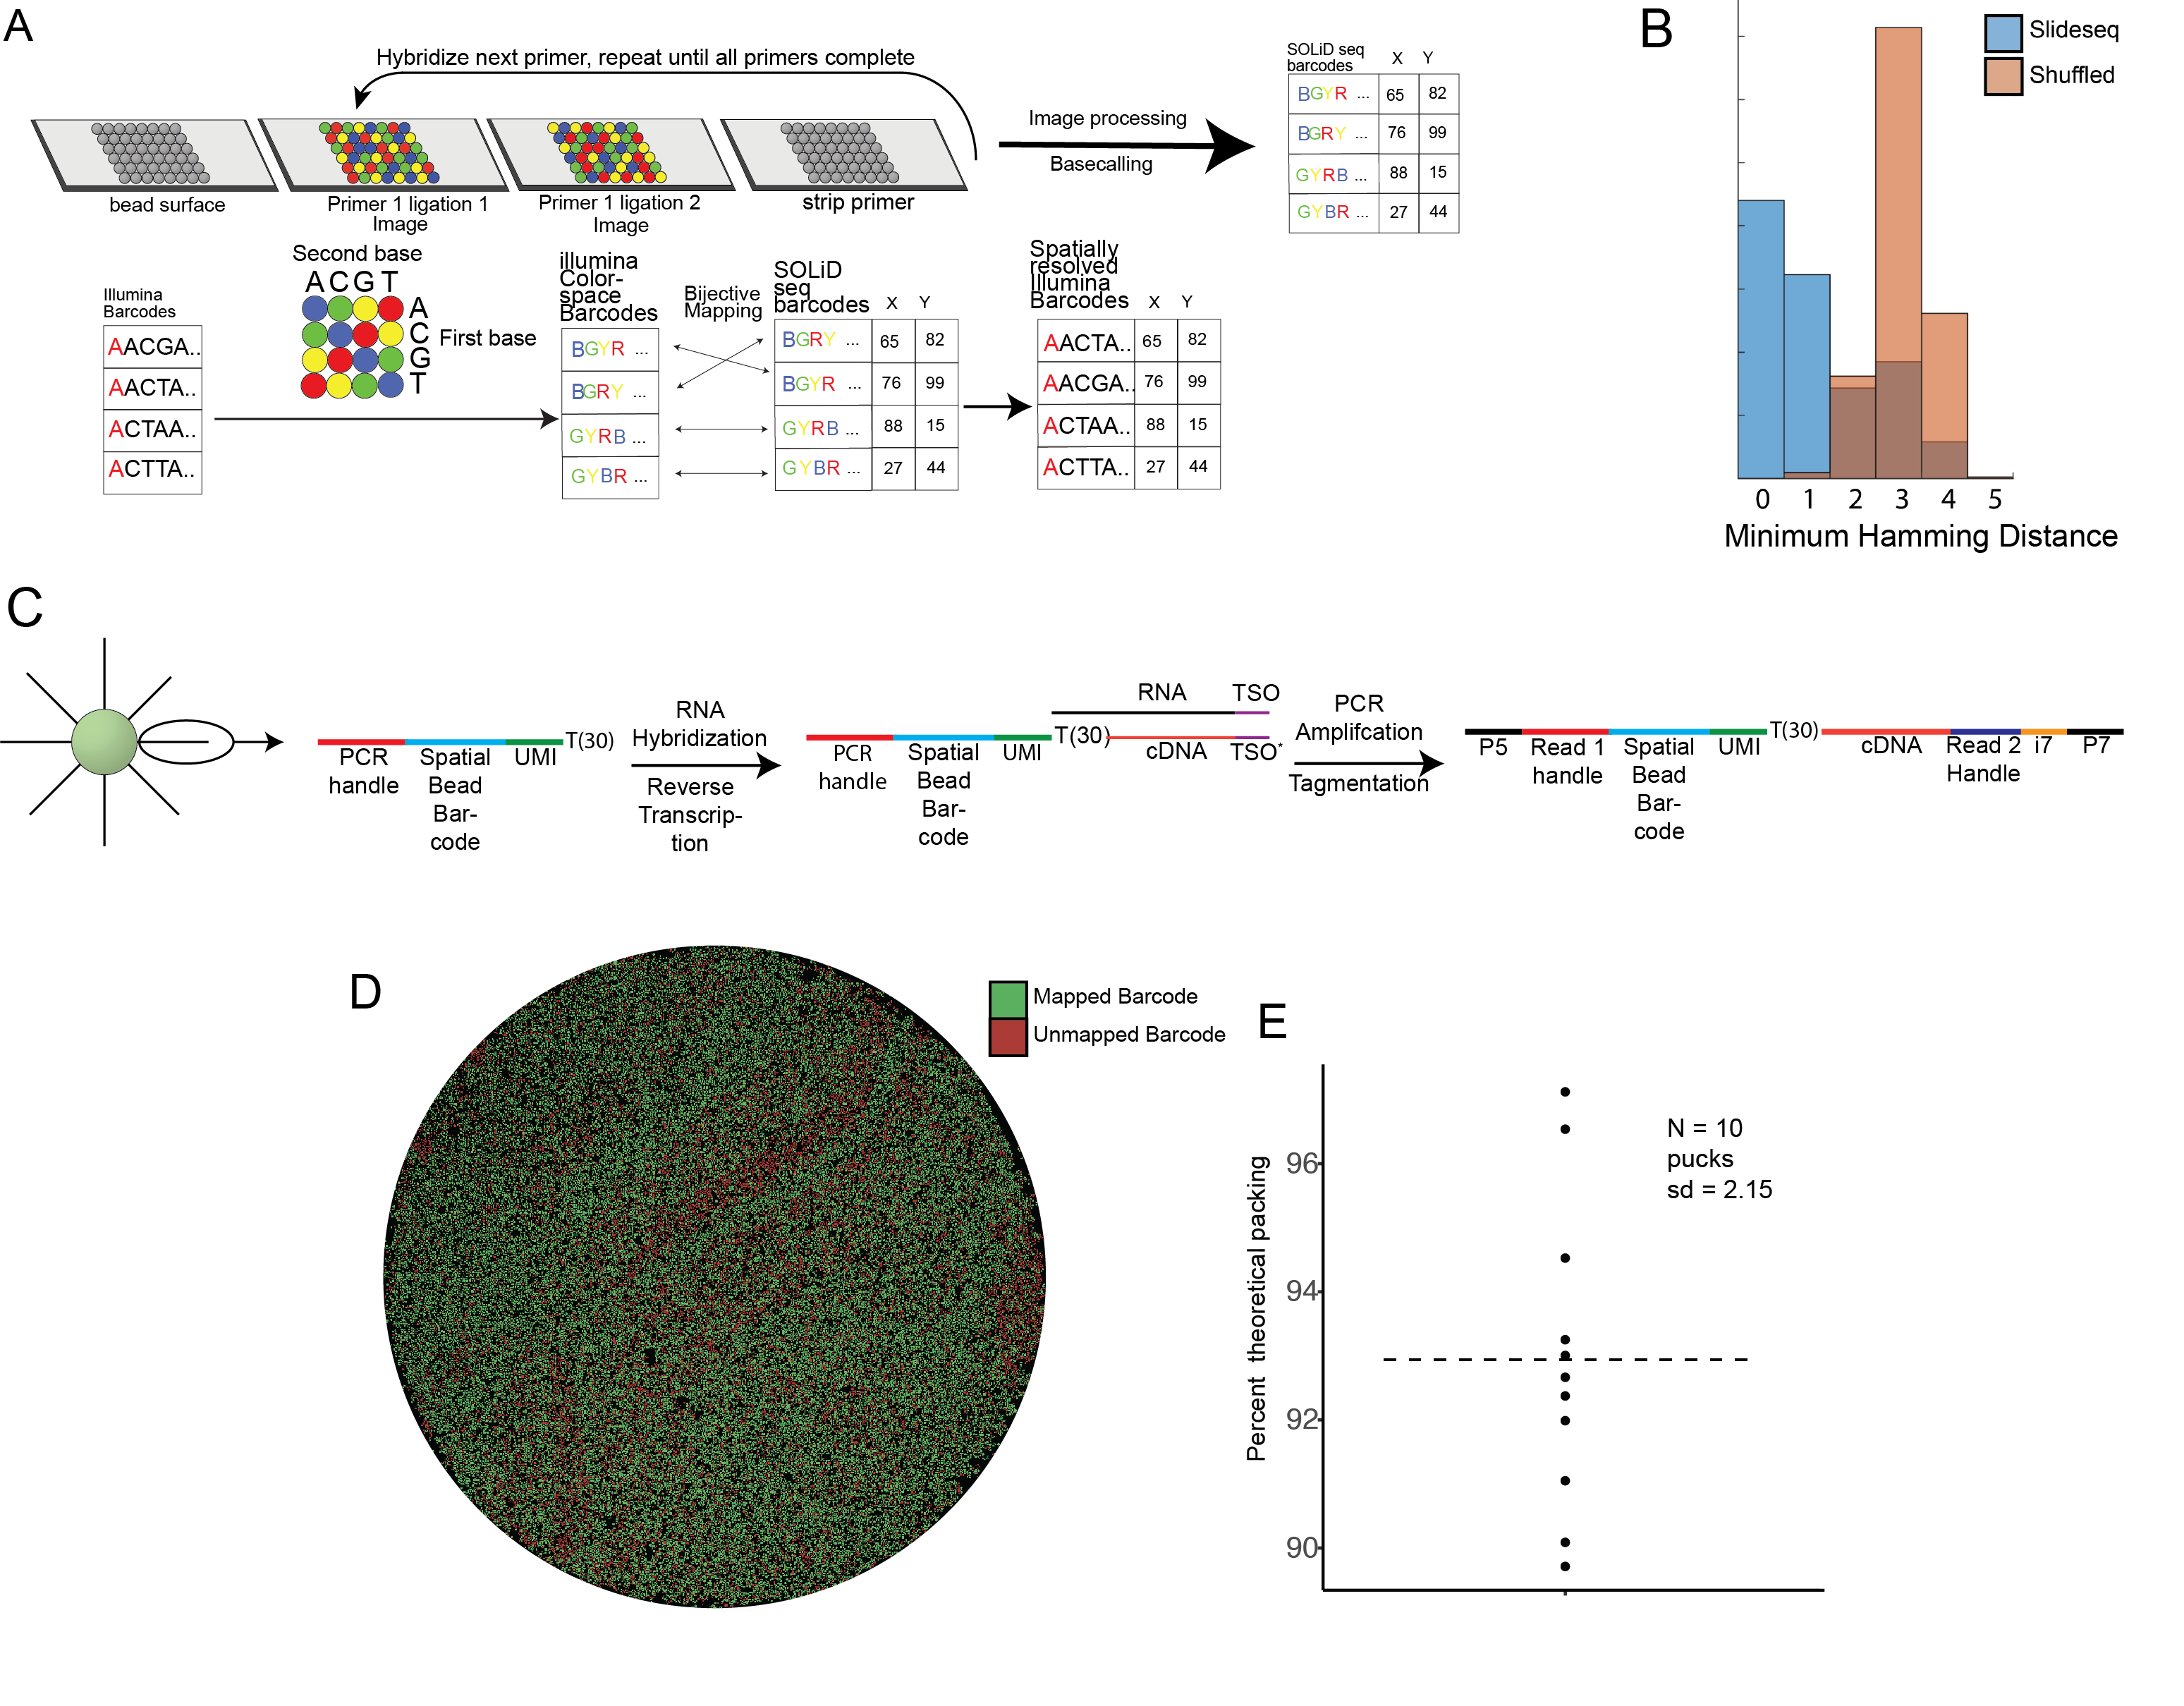 A
Hybridize next primer, repeat until all primers complete
bead surface
Primer 1 ligation 1
Image
Primer 1 ligation 2
Image
strip primer
Image processing
Basecalling
SOLiD seq
barcodes
X Y
BGYR ... 65 82
BGRY ... 76 99
GYRB ... 88 15
GYBR ... 27 44
Illumina
Barcodes
AACGA..
AACTA..
ACTAA..
ACTTA..
Second base
A C G T
A
C
G
T
First base
illumina
Color-
space
Barcodes
BGYR ...
BGRY ...
GYRB ...
GYBR ...
Bijective
Mapping
SOLiD
seq
barcodes X Y
BGRY ... 65 82
BGYR ... 76 99
GYRB ... 88 15
GYBR ... 27 44
Spatially
resolved
Illumina
Barcodes X Y
AACTA.. 65 82
AACGA.. 76 99
ACTAA.. 88 15
ACTTA.. 27 44
B
Slideseq
Shuffled
0 1 2 3 4 5
Minimum Hamming Distance
C
PCR
handle
Spatial
Bead
Bar-
code
UMI
T(30)
RNA
Hybridization
Reverse
Transcrip-
tion
PCR
handle
Spatial
Bead
Bar-
code
UMI
T(30)
RNA
TSO
cDNA
TSO*
PCR
Amplifcation
Tagmentation
P5
Read 1
handle
Spatial
Bead
Bar-
code
UMI
T(30)
cDNA
Read 2
Handle
i7
P7
D
Mapped Barcode
Unmapped Barcode
E
Percent theoretical packing
96
94
92
90
N = 10
pucks
sd = 2.15